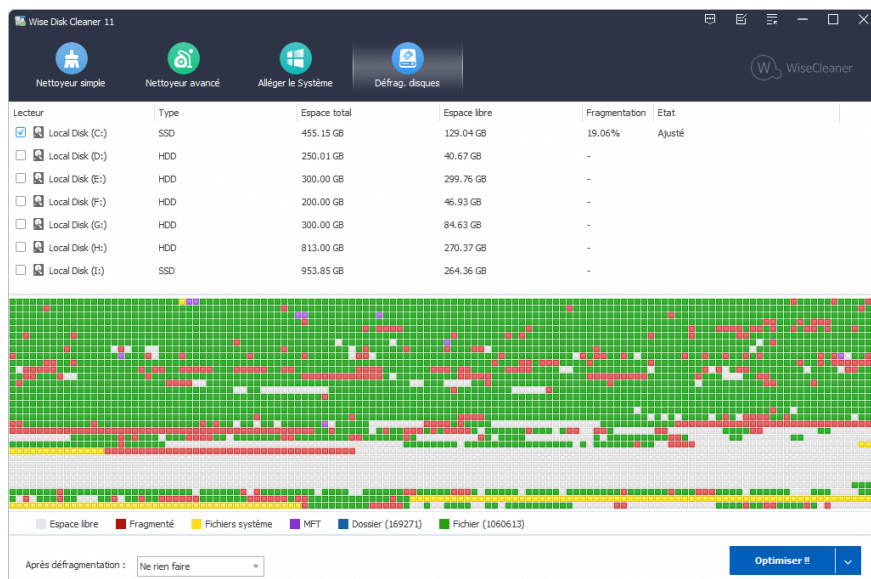 Wise Disk Cleaner 11
Nettoyeur simple Nettoyeur avancé Alléger le Système Défrag. disques WiseCleaner
Lecteur Type Espace total Espace libre Fragmentation Etat
Local Disk (C:) SSD 455.15 GB 129.04 GB 19.06% Ajusté
Local Disk (D:) HDD 250.01 GB 40.67 GB -
Local Disk (E:) HDD 300.00 GB 299.76 GB -
Local Disk (F:) HDD 200.00 GB 46.93 GB -
Local Disk (G:) HDD 300.00 GB 84.63 GB -
Local Disk (H:) HDD 813.00 GB 270.37 GB -
Local Disk (I:) SSD 953.85 GB 264.36 GB -
Espace libre Fragmenté Fichiers système MFT Dossier (169271) Fichier (1060613)
Après défragmentation : Ne rien faire Optimiser !!